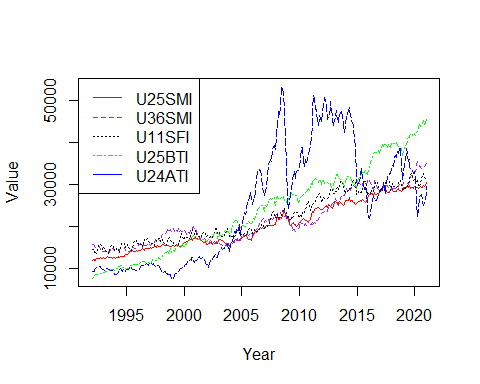 U25SMI
U36SMI
U11SFI
U25BTI
U24ATI
50000
30000
10000
Value
1995 2000 2005 2010 2015 2020
Year